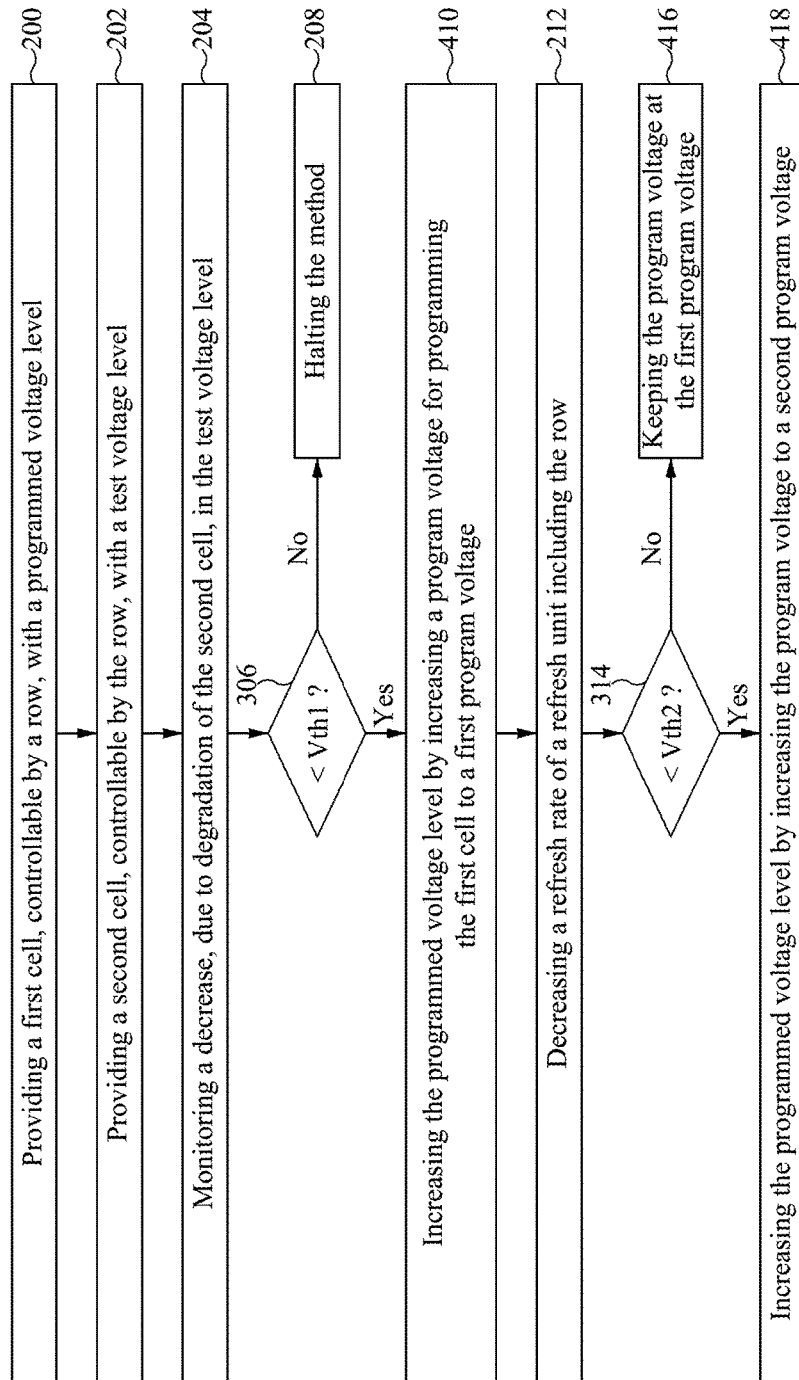 Providing a first cell, controllable by a row, with a programmed voltage level
200
Providing a second cell, controllable by the row, with a test voltage level
202
Monitoring a decrease, due to degradation of the second cell, in the test voltage level
204
306
< Vth1 ?
No
Halting the method
208
Yes
Increasing the programmed voltage level by increasing a program voltage for programming
the first cell to a first program voltage
410
Decreasing a refresh rate of a refresh unit including the row
212
314
< Vth2 ?
No
Keeping the program voltage at
the first program voltage
416
Yes
Increasing the programmed voltage level by increasing the program voltage to a second program voltage
418